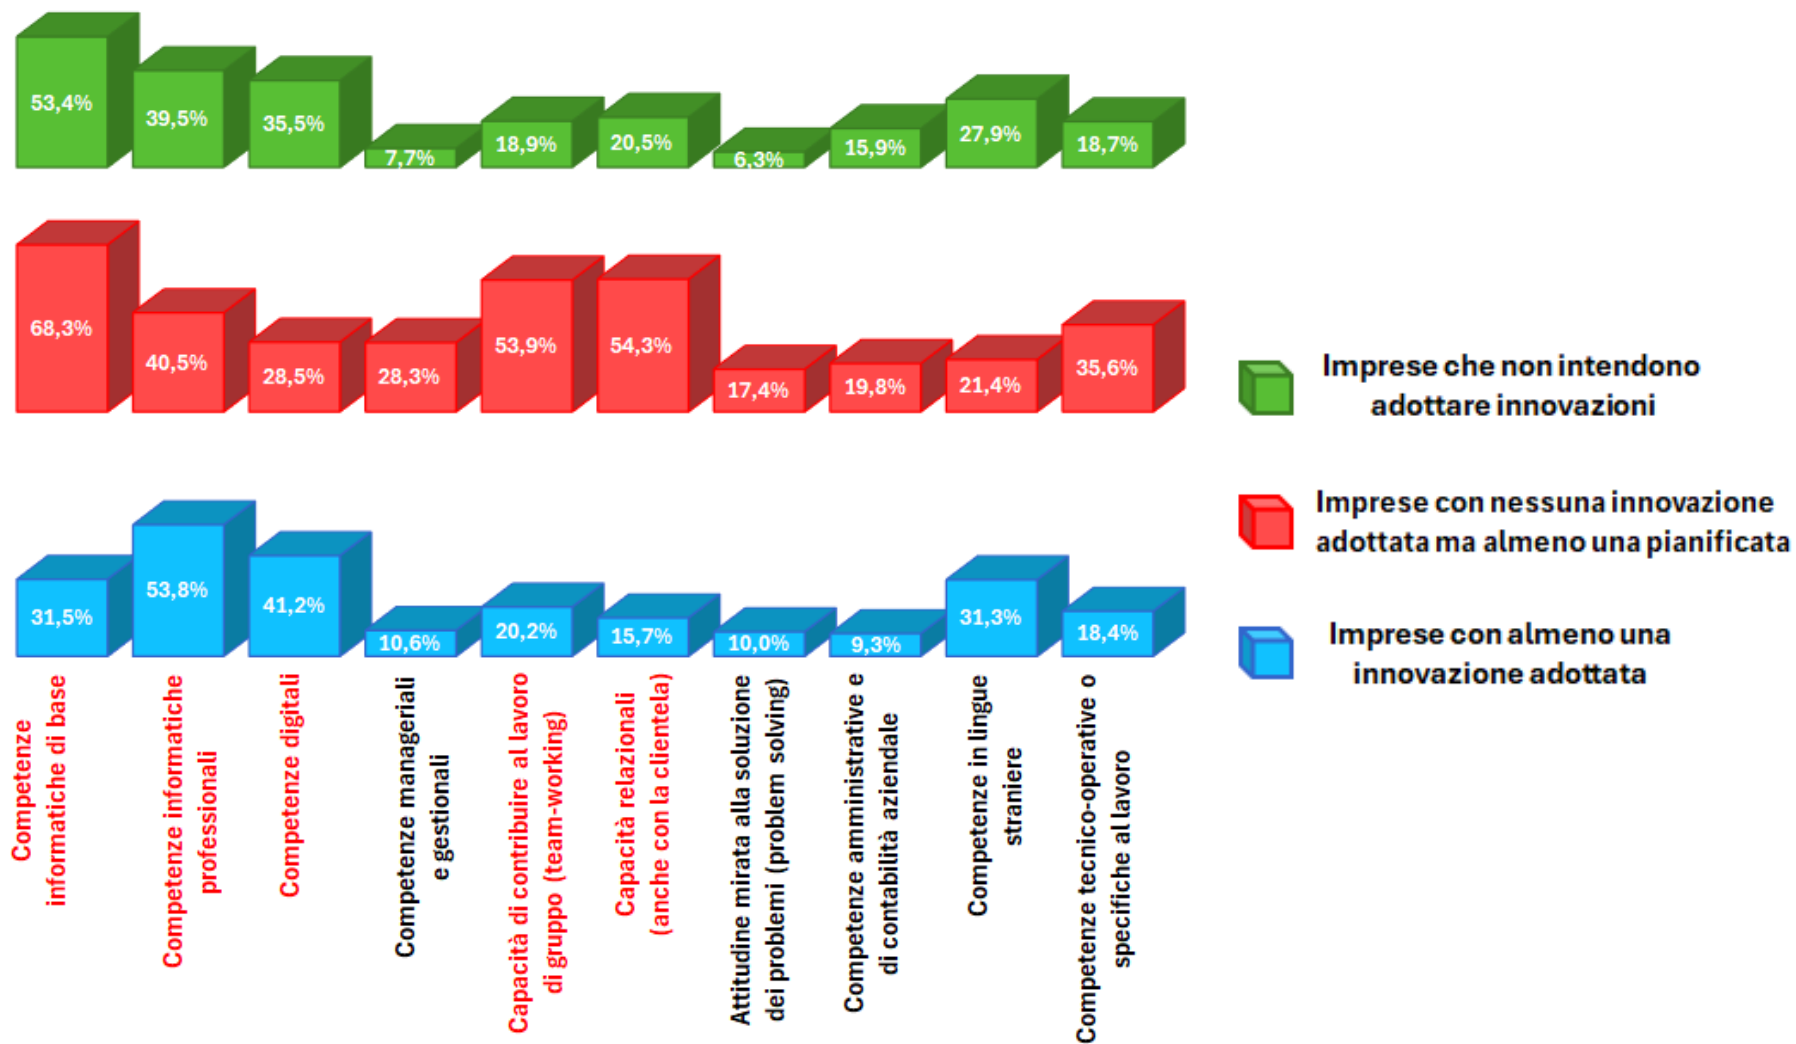 53,4%
39,5%
35,5%
7,7%
18,9%
20,5%
6,3%
15,9%
27,9%
18,7%
68,3%
40,5%
28,5%
28,3%
53,9%
54,3%
17,4%
19,8%
21,4%
35,6%
31,5%
53,8%
41,2%
10,6%
20,2%
15,7%
10,0%
9,3%
31,3%
18,4%
Competenze
informatiche di base
Competenze informatiche
professionali
Competenze digitali
Competenze manageriali
e gestionali
Capacità di contribuire al lavoro
di gruppo (team-working)
Capacità relazionali
(anche con la clientela)
Attitudine mirata alla soluzione
dei problemi (problem solving)
Competenze amministrative e
di contabilità aziendale
Competenze in lingue
straniere
Competenze tecnico-operative o
specifiche al lavoro
Imprese che non intendono
adottare innovazioni
Imprese con nessuna innovazione
adottata ma almeno una pianificata
Imprese con almeno una
innovazione adottata